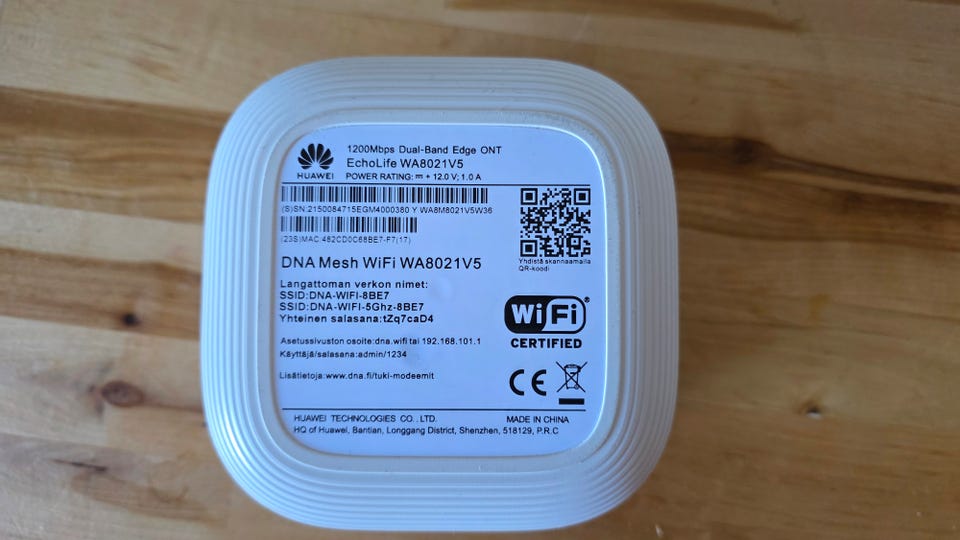 1200Mbps Dual-Band Edge ONT
EchoLife WA8021V5
HUAWEI
POWER RATING: ⎓ + 12.0 V; 1.0 A
(S)SN:2150084715EGM4000380 Y WA8M8021V5W36
(23S)MAC:482CD0C68BE7-F7(17)
Yhdistä skannaamalla
QR-koodi
DNA Mesh WiFi WA8021V5
Langattoman verkon nimet:
SSID:DNA-WIFI-8BE7
SSID:DNA-WIFI-5Ghz-8BE7
Yhteinen salasana:tZq7caD4
WiFi®
CERTIFIED
Asetussivuston osoite:dna.wifi tai 192.168.101.1
Käyttäjä/salasana:admin/1234
Lisätietoja:www.dna.fi/tuki-modeemit
CE
HUAWEI TECHNOLOGIES CO., LTD.
MADE IN CHINA
HQ of Huawei, Bantian, Longgang District, Shenzhen, 518129, P.R.C